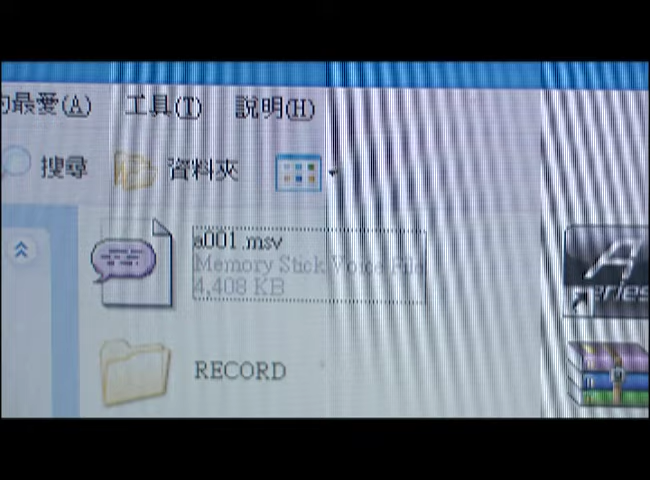 的最愛(A) 工具(T) 說明(H)
搜尋 資料夾
a001.msv
Memory Stick Voice File
4,408 KB
RECORD
A
eries